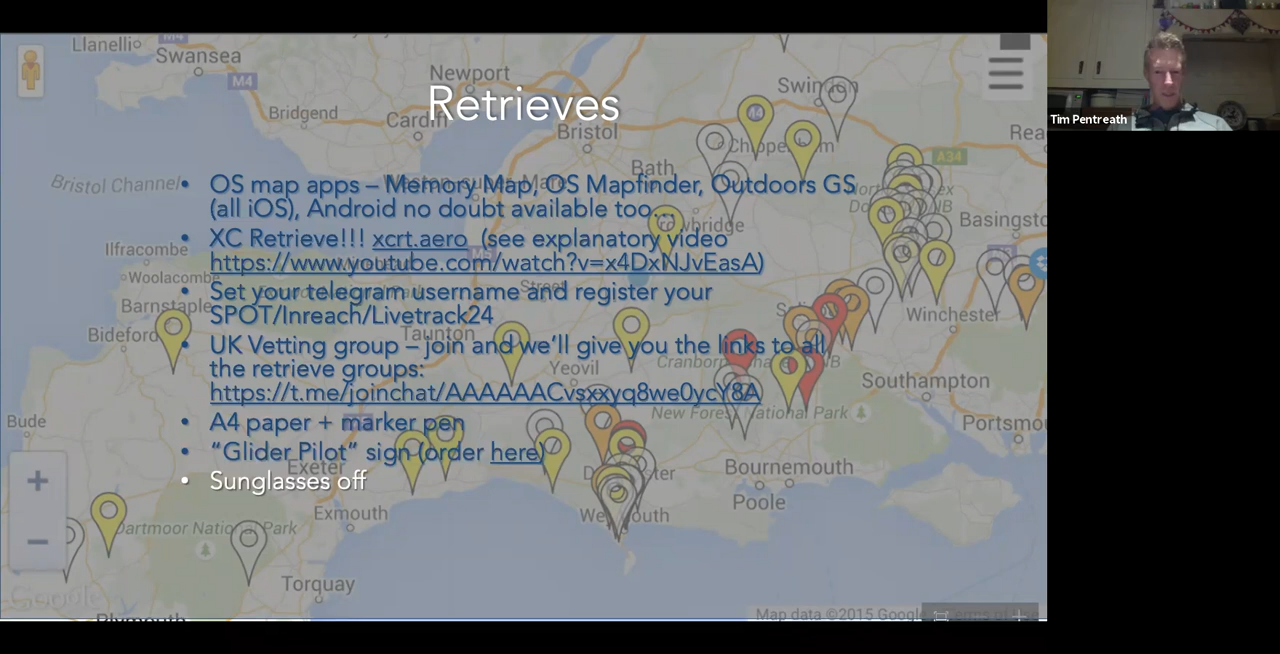 Retrieves
• OS map apps – Memory Map, OS Mapfinder, Outdoors GS
(all iOS), Android no doubt available too...
• XC Retrieve!!! xcrt.aero (see explanatory video
https://www.youtube.com/watch?v=x4DxNJvEasA)
• Set your telegram username and register your
SPOT/Inreach/Livetrack24
• UK Vetting group – join and we'll give you the links to all
the retrieve groups:
https://t.me/joinchat/AAAAAACvsxxyq8we0ycY8A
• A4 paper + marker pen
• "Glider Pilot" sign (order here)
• Sunglasses off
Tim Pentreath
Llanelli
Swansea
M4
Newport
Swindon
Bridgend
Cardiff
Bristol
Bath
Bristol Channel
A34
Ilfracombe
Woolacombe
Barnstaple
Bideford
Taunton
Yeovil
Winchester
Southampton
New Forest National Park
Bude
Exeter
Bournemouth
Poole
Exmouth
Dartmoor National Park
Torquay
Plymouth
Google
Map data ©2015 Google